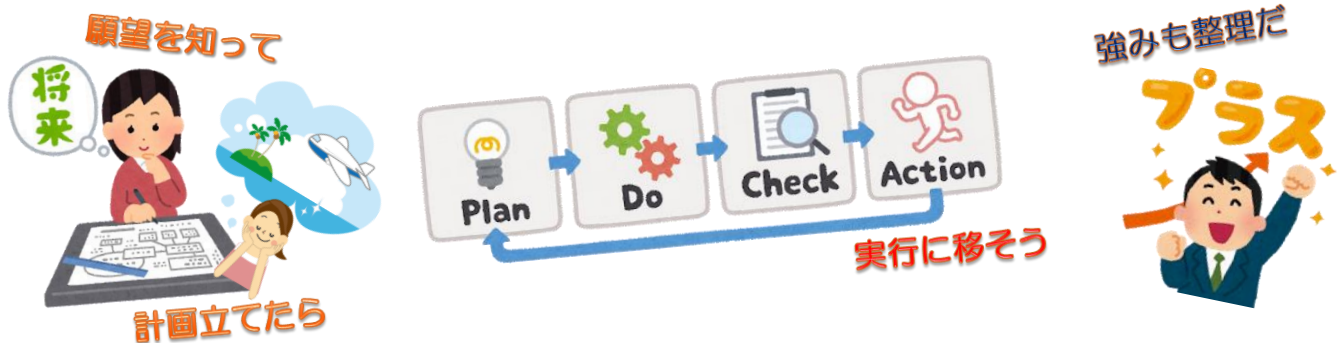 願望を知って
将来
計画立てたら
Plan
Do
Check
Action
実行に移そう
強みも整理だ
プラス